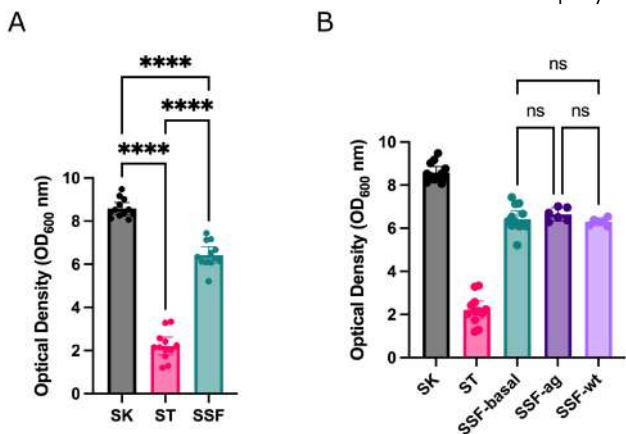 A
B
****
****
****
Optical Density (OD600 nm)
10
8
6
4
2
0
SK ST SSF
ns
ns ns
Optical Density (OD600 nm)
10
8
6
4
2
0
SK ST SSF-basal SSF-ag SSF-wt